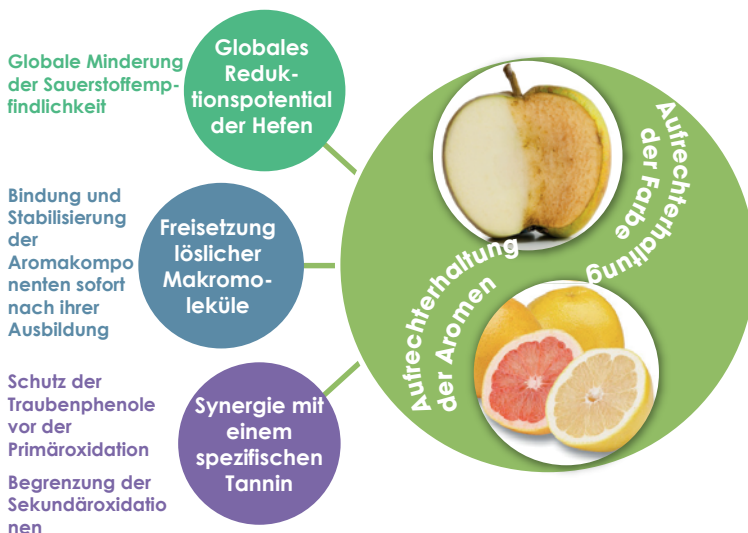 Globale Minderung
der Sauerstoffemp-
findlichkeit
Globales
Reduk-
tionspotential
der Hefen
Bindung und
Stabilisierung
der
Aromakompo
nenten sofort
nach ihrer
Ausbildung
Freisetzung
löslicher
Makromo-
leküle
Schutz der
Traubenphenole
vor der
Primäroxidation
Begrenzung der
Sekundäroxidatio
nen
Synergie mit
einem
spezifischen
Tannin
Aufrechterhaltung
der Farbe
Aufrechterhaltung
der Aromen